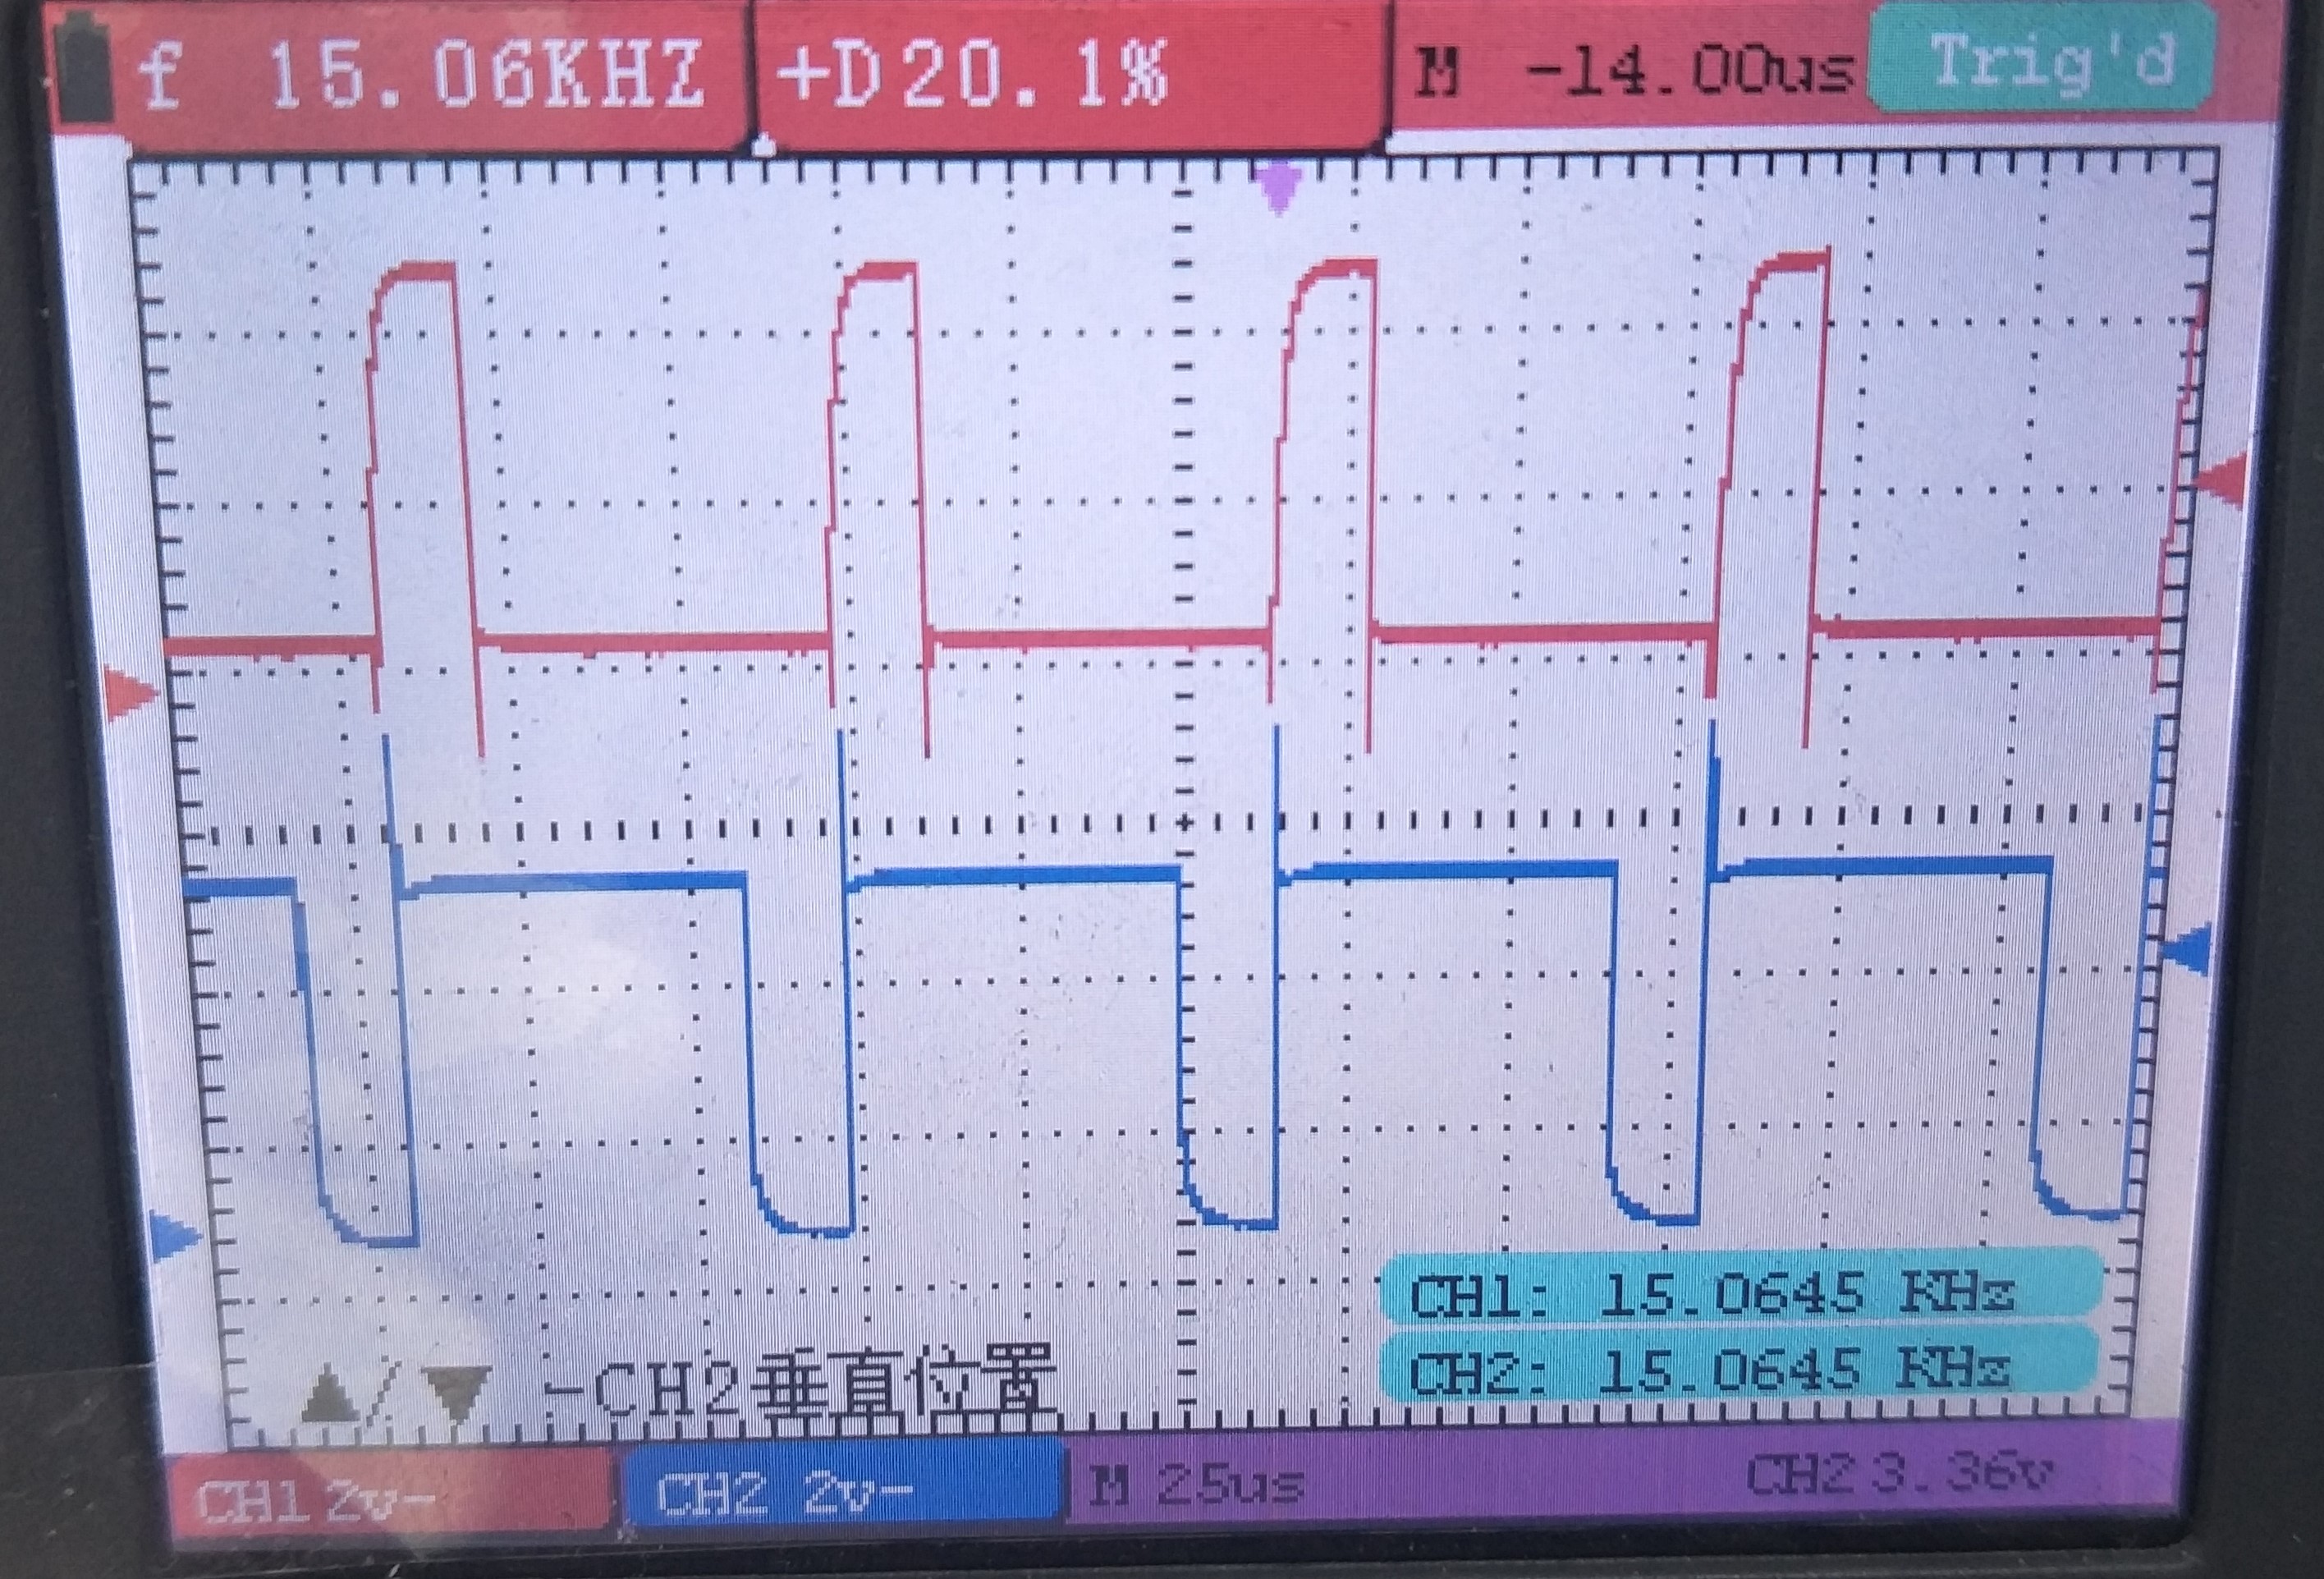 f 15.06KHZ +D20.1% M -14.00us Trig'd
CH1: 15.0645 KHz
CH2: 15.0645 KHz
▲/▼ -CH2垂直位置
CH1 2v- CH2 2v- M 25us CH2 3.36v